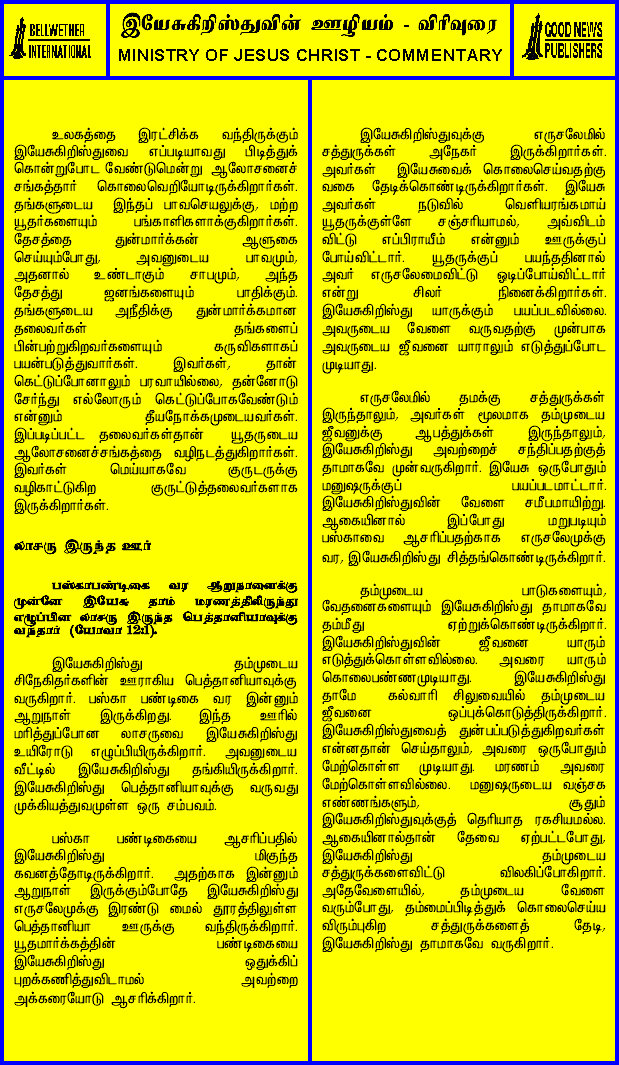 BELLWETHER
INTERNATIONAL
இயேசுகிறிஸ்துவின் ஊழியம் - விரிவுரை
MINISTRY OF JESUS CHRIST - COMMENTARY
GOOD NEWS
PUBLISHERS
உலகத்தை இரட்சிக்க வந்திருக்கும்
இயேசுகிறிஸ்துவை எப்படியாவது பிடித்துக்
கொன்றுபோட வேண்டுமென்று ஆலோசனைச்
சங்கத்தார் கொலைவெறியோடிருக்கிறார்கள்.
தங்களுடைய இந்தப் பாவசெயலுக்கு, மற்ற
யூதர்களையும் பங்காளிகளாக்குகிறார்கள்.
தேசத்தை துன்மார்க்கன் ஆளுகை
செய்யும்போது, அவனுடைய பாவமும்,
அதனால் உண்டாகும் சாபமும், அந்த
தேசத்து ஜனங்களையும் பாதிக்கும்.
தங்களுடைய அநீதிக்கு துன்மார்க்கமான
தலைவர்கள் தங்களைப்
பின்பற்றுகிறவர்களையும் கருவிகளாகப்
பயன்படுத்துவார்கள். இவர்கள், தான்
கெட்டுப்போனாலும் பரவாயில்லை, தன்னோடு
சேர்ந்து எல்லோரும் கெட்டுப்போகவேண்டும்
என்னும் தீயநோக்கமுடையவர்கள்.
இப்படிப்பட்ட தலைவர்கள்தான் யூதருடைய
ஆலோசனைச்சங்கத்தை வழிநடத்துகிறார்கள்.
இவர்கள் மெய்யாகவே குருடருக்கு
வழிகாட்டுகிற குருட்டுத்தலைவர்களாக
இருக்கிறார்கள்.
லாசரு இருந்த ஊர்
பஸ்காபண்டிகை வர ஆறுநாளைக்கு
முன்னே இயேசு தாம் மரணத்திலிருந்து
எழுப்பின லாசரு இருந்த பெத்தானியாவுக்கு
வந்தார் (யோவா 12:1).
இயேசுகிறிஸ்து தம்முடைய
சிநேகிதர்களின் ஊராகிய பெத்தானியாவுக்கு
வருகிறார். பஸ்கா பண்டிகை வர இன்னும்
ஆறுநாள் இருக்கிறது. இந்த ஊரில்
மரித்துப்போன லாசருவை இயேசுகிறிஸ்து
உயிரோடு எழுப்பியிருக்கிறார். அவனுடைய
வீட்டில் இயேசுகிறிஸ்து தங்கியிருக்கிறார்.
இயேசுகிறிஸ்து பெத்தானியாவுக்கு வருவது
முக்கியத்துவமுள்ள ஒரு சம்பவம்.
பஸ்கா பண்டிகையை ஆசரிப்பதில்
இயேசுகிறிஸ்து மிகுந்த
கவனத்தோடிருக்கிறார். அதற்காக இன்னும்
ஆறுநாள் இருக்கும்போதே இயேசுகிறிஸ்து
எருசலேமுக்கு இரண்டு மைல் தூரத்திலுள்ள
பெத்தானியா ஊருக்கு வந்திருக்கிறார்.
யூதமார்க்கத்தின் பண்டிகையை
இயேசுகிறிஸ்து ஒதுக்கிப்
புறக்கணித்துவிடாமல் அவற்றை
அக்கரையோடு ஆசரிக்கிறார்.
இயேசுகிறிஸ்துவுக்கு எருசலேமில்
சத்துருக்கள் அநேகர் இருக்கிறார்கள்.
அவர்கள் இயேசுவைக் கொலைசெய்வதற்கு
வகை தேடிக்கொண்டிருக்கிறார்கள். இயேசு
அவர்கள் நடுவில் வெளியரங்கமாய்
யூதருக்குள்ளே சஞ்சரியாமல், அவ்விடம்
விட்டு எப்பிராயீம் என்னும் ஊருக்குப்
போய்விட்டார். யூதருக்குப் பயந்ததினால்
அவர் எருசலேமைவிட்டு ஓடிப்போய்விட்டார்
என்று சிலர் நினைக்கிறார்கள்.
இயேசுகிறிஸ்து யாருக்கும் பயப்படவில்லை.
அவருடைய வேளை வருவதற்கு முன்பாக
அவருடைய ஜீவனை யாராலும் எடுத்துப்போட
முடியாது.
எருசலேமில் தமக்கு சத்துருக்கள்
இருந்தாலும், அவர்கள் மூலமாக தம்முடைய
ஜீவனுக்கு ஆபத்துக்கள் இருந்தாலும்,
இயேசுகிறிஸ்து அவற்றைச் சந்திப்பதற்குத்
தாமாகவே முன்வருகிறார். இயேசு ஒருபோதும்
மனுஷருக்குப் பயப்படமாட்டார்.
இயேசுகிறிஸ்துவின் வேளை சமீபமாயிற்று.
ஆகையினால் இப்போது மறுபடியும்
பஸ்காவை ஆசரிப்பதற்காக எருசலேமுக்கு
வர, இயேசுகிறிஸ்து சித்தங்கொண்டிருக்கிறார்.
தம்முடைய பாடுகளையும்,
வேதனைகளையும் இயேசுகிறிஸ்து தாமாகவே
தம்மீது ஏற்றுக்கொண்டிருக்கிறார்.
இயேசுகிறிஸ்துவின் ஜீவனை யாரும்
எடுத்துக்கொள்ளவில்லை. அவரை யாரும்
கொலைபண்ணமுடியாது. இயேசுகிறிஸ்து
தாமே கல்வாரி சிலுவையில் தம்முடைய
ஜீவனை ஒப்புக்கொடுத்திருக்கிறார்.
இயேசுகிறிஸ்துவைத் துன்பப்படுத்துகிறவர்கள்
என்னதான் செய்தாலும், அவரை ஒருபோதும்
மேற்கொள்ள முடியாது. மரணம் அவரை
மேற்கொள்ளவில்லை. மனுஷருடைய வஞ்சக
எண்ணங்களும், சூதும்
இயேசுகிறிஸ்துவுக்குத் தெரியாத ரகசியமல்ல.
ஆகையினால்தான் தேவை ஏற்பட்டபோது,
இயேசுகிறிஸ்து தம்முடைய
சத்துருக்களைவிட்டு விலகிப்போகிறார்.
அதேவேளையில், தம்முடைய வேளை
வரும்போது, தம்மைப்பிடித்துக் கொலைசெய்ய
விரும்புகிற சத்துருக்களைத் தேடி,
இயேசுகிறிஸ்து தாமாகவே வருகிறார்.